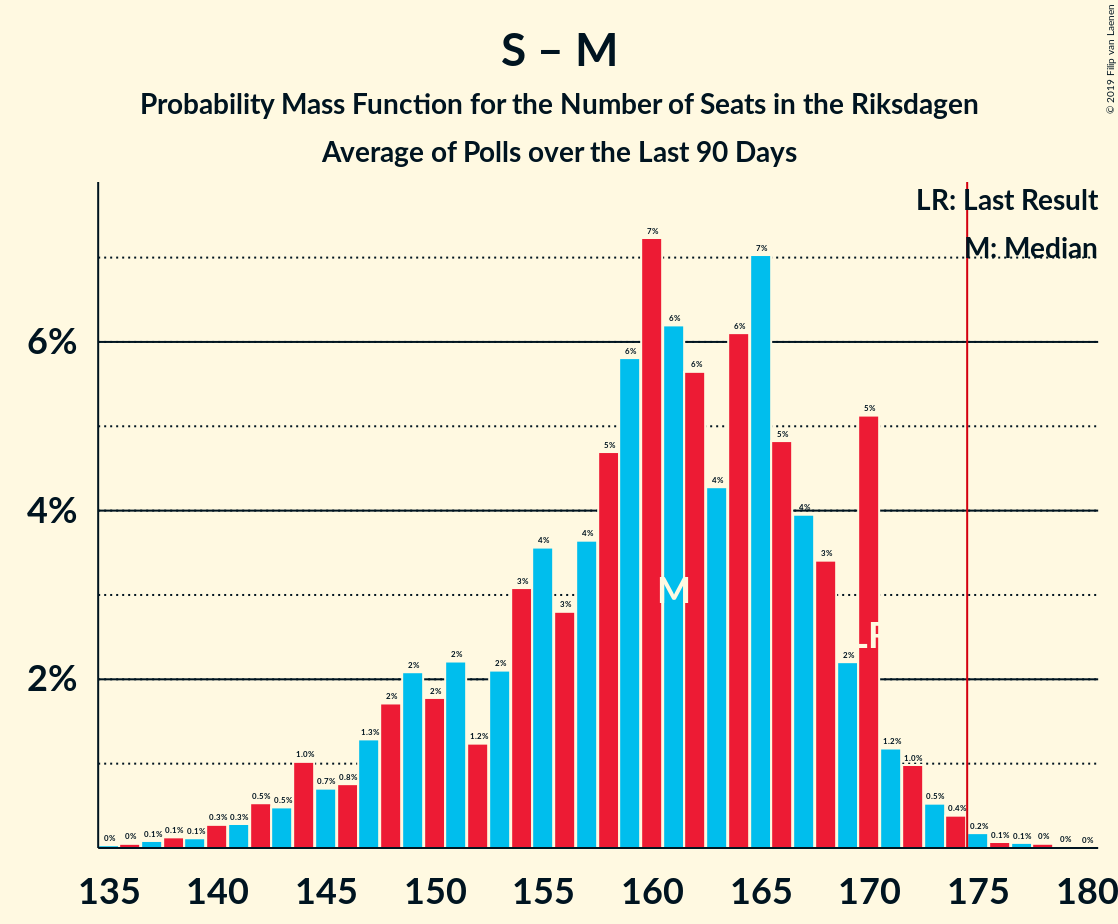 © 2019 Filip van Laenen
S – M
Probability Mass Function for the Number of Seats in the Riksdagen
Average of Polls over the Last 90 Days
LR: Last Result
M: Median
6%
4%
2%
0% 0% 0.1% 0.1% 0.1% 0.3% 0.3% 0.5% 0.5% 1.0% 0.7% 0.8% 1.3% 2% 2% 2% 2% 1.2% 2% 3% 4% 3% 4% 5% 6% 7% 6% 6% 4% 6% 7% 5% 4% 3% 2% 5% 1.2% 1.0% 0.5% 0.4% 0.2% 0.1% 0.1% 0% 0% 0%
M
LR
135 140 145 150 155 160 165 170 175 180